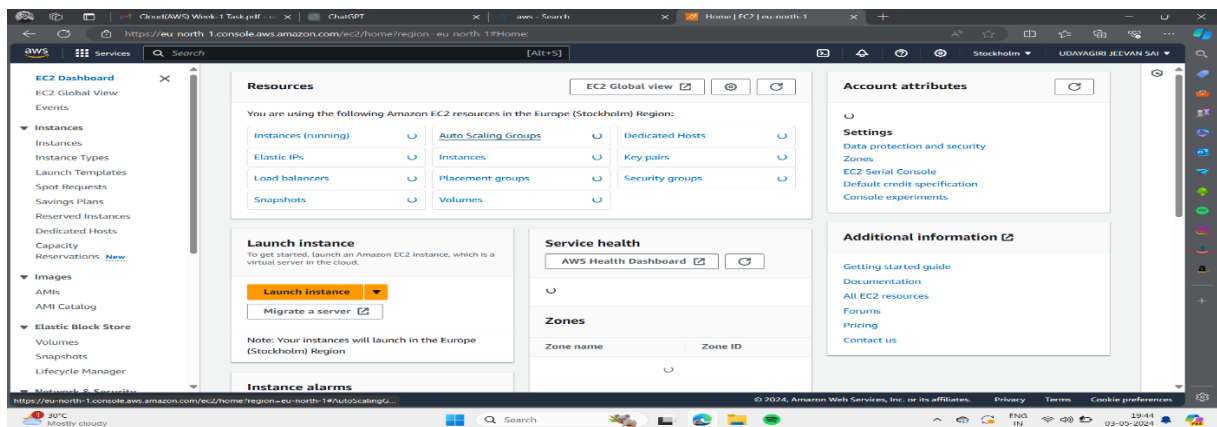 Cloud(AWS) Week-1 Task.pdf
ChatGPT
aws - Search
Home | EC2 | eu-north-1
https://eu-north-1.console.aws.amazon.com/ec2/home?region=eu-north-1#Home:
aws
Services
Search
[Alt+S]
Stockholm
UDAYAGIRI JEEVAN SAI
EC2 Dashboard
EC2 Global View
Events
Instances
Instances
Instance Types
Launch Templates
Spot Requests
Savings Plans
Reserved Instances
Dedicated Hosts
Capacity
Reservations New
Images
AMIs
AMI Catalog
Elastic Block Store
Volumes
Snapshots
Lifecycle Manager
Network & Security
Resources
EC2 Global view
You are using the following Amazon EC2 resources in the Europe (Stockholm) Region:
Instances (running)
Auto Scaling Groups
Dedicated Hosts
Elastic IPs
Instances
Key pairs
Load balancers
Placement groups
Security groups
Snapshots
Volumes
Launch instance
To get started, launch an Amazon EC2 instance, which is a
virtual server in the cloud.
Launch instance
Migrate a server
Note: Your instances will launch in the Europe
(Stockholm) Region
Instance alarms
Service health
AWS Health Dashboard
Zones
Zone name
Zone ID
Account attributes
Settings
Data protection and security
Zones
EC2 Serial Console
Default credit specification
Console experiments
Additional information
Getting started guide
Documentation
All EC2 resources
Forums
Pricing
Contact us
https://eu-north-1.console.aws.amazon.com/ec2/home?region=eu-north-1#AutoScalingG...
© 2024, Amazon Web Services, Inc. or its affiliates.
Privacy
Terms
Cookie preferences
30°C
Mostly cloudy
Search
ENG
IN
19:44
03-05-2024